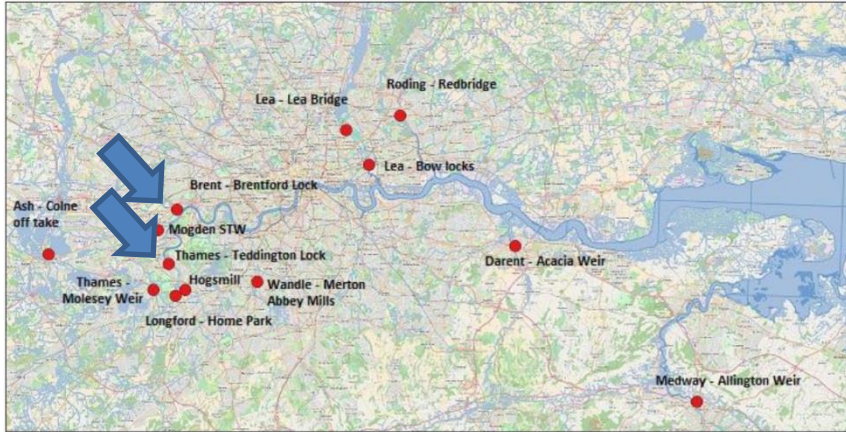 Roding - Redbridge
Lea - Lea Bridge
Lea - Bow locks
Brent - Brentford Lock
Ash - Colne
off take
Mogden STW
Thames - Teddington Lock
Darent - Acacia Weir
Thames -
Molesey Weir
Hogsmill
Wandle - Merton
Abbey Mills
Longford - Home Park
Medway - Allington Weir